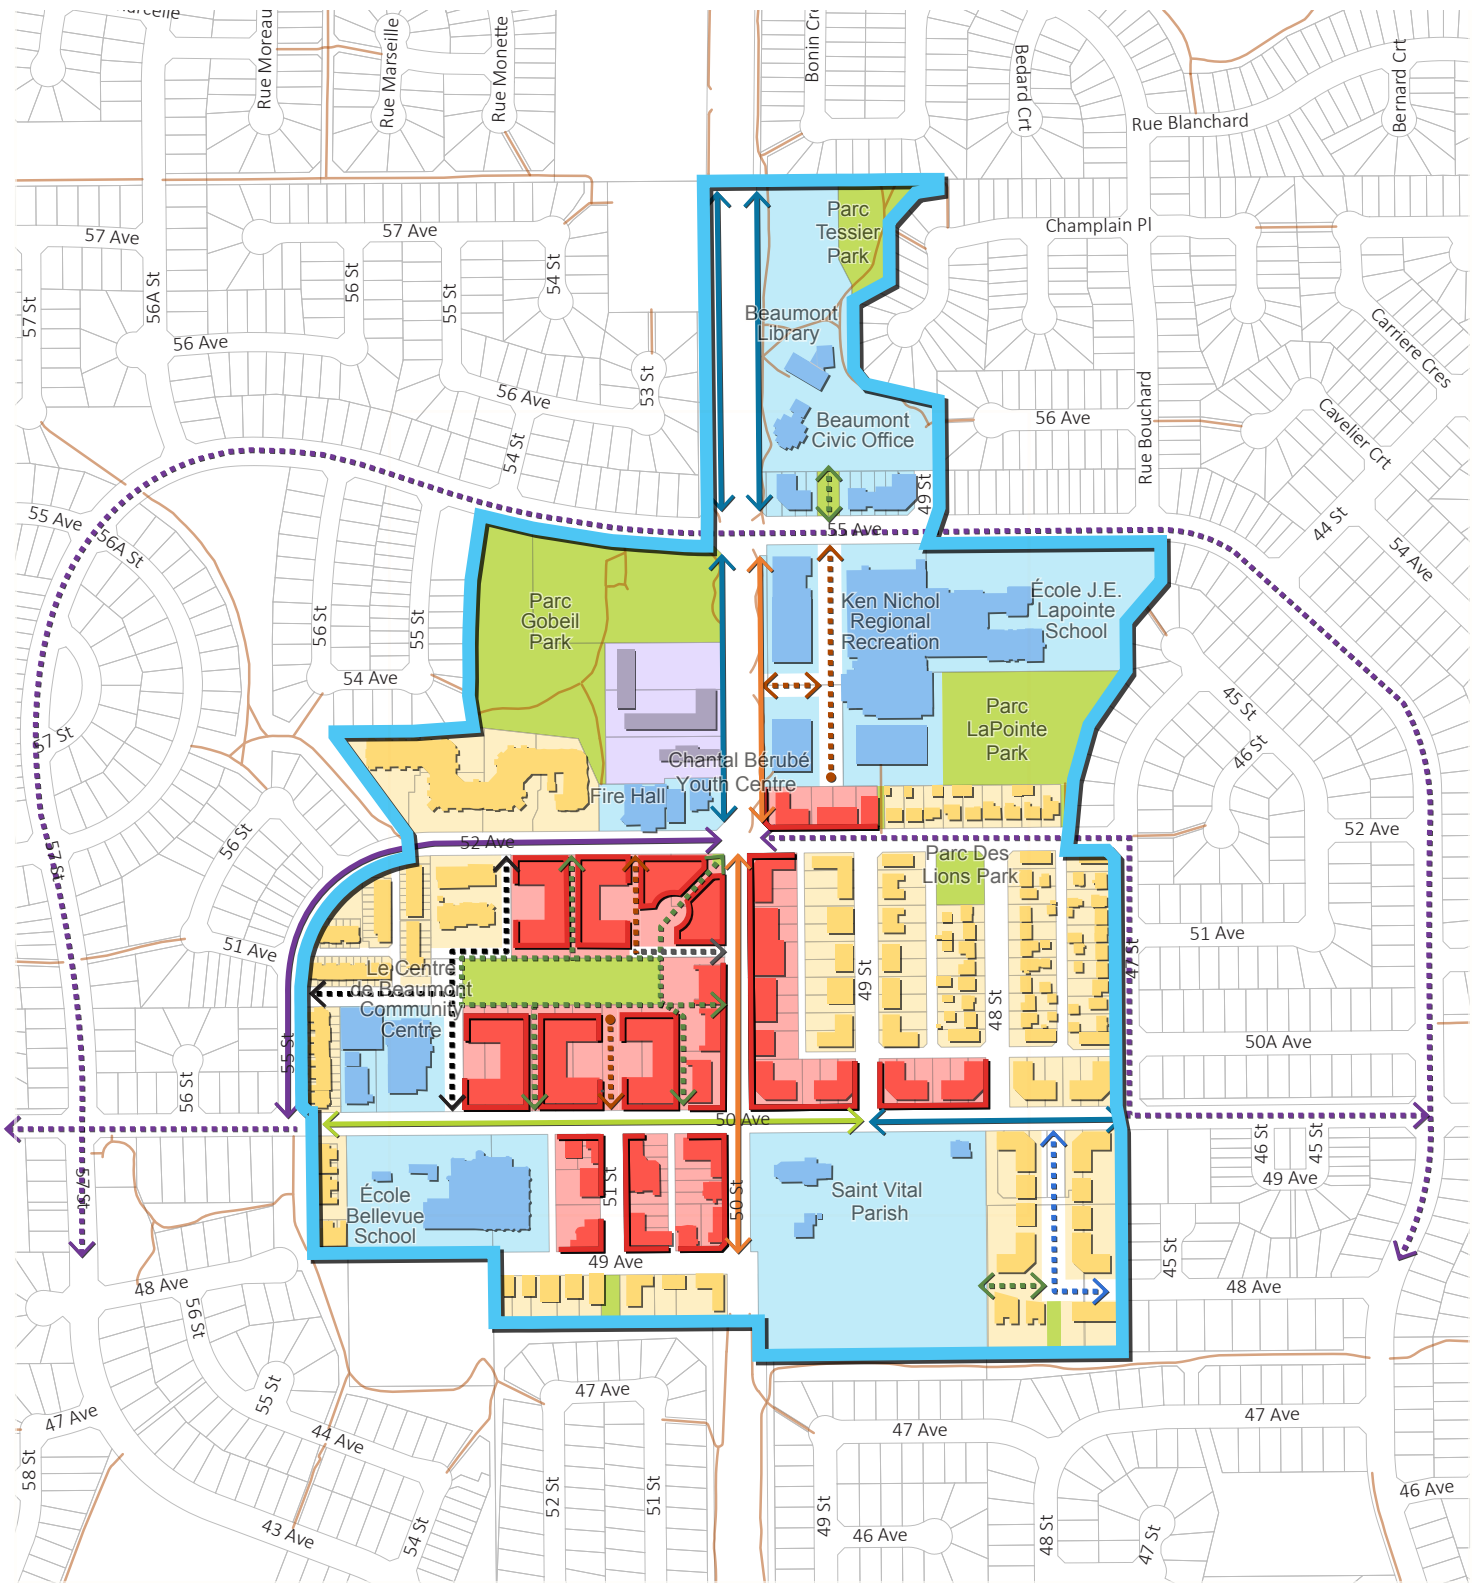 Rue Moreau
Rue Marseille
Rue Monette
Bedard Crt
Bernard Crt
Rue Blanchard
57 Ave
57 Ave
Champlain Pl
Parc
Tessier
Park
57 St
56A St
56 St
55 St
54 St
53 St
56 Ave
56 Ave
54 St
Beaumont
Library
Beaumont
Civic Office
49 St
56 Ave
Rue Bouchard
Carriere Cres
Cavelier Crt
55 Ave
56A St
55 Ave
44 St
54 Ave
Parc
Gobeil
Park
Ken Nichol
Regional
Recreation
École J.E.
Lapointe
School
56 St
55 St
54 Ave
57 St
Parc
LaPointe
Park
45 St
46 St
Chantal Bérubé
Youth Centre
Fire Hall
52 Ave
52 Ave
56 St
57 St
Parc Des
Lions Park
51 Ave
51 Ave
Le Centre
de Beaumont
Community
Centre
49 St
48 St
47 St
55 St
56 St
50A Ave
50 Ave
57 St
École
Bellevue
School
51 St
50 St
Saint Vital
Parish
46 St
45 St
49 Ave
49 Ave
45 St
48 Ave
48 Ave
56 St
55 St
47 Ave
47 Ave
47 Ave
47 Ave
44 Ave
58 St
43 Ave
54 St
52 St
51 St
49 St
46 Ave
48 St
47 St
46 Ave